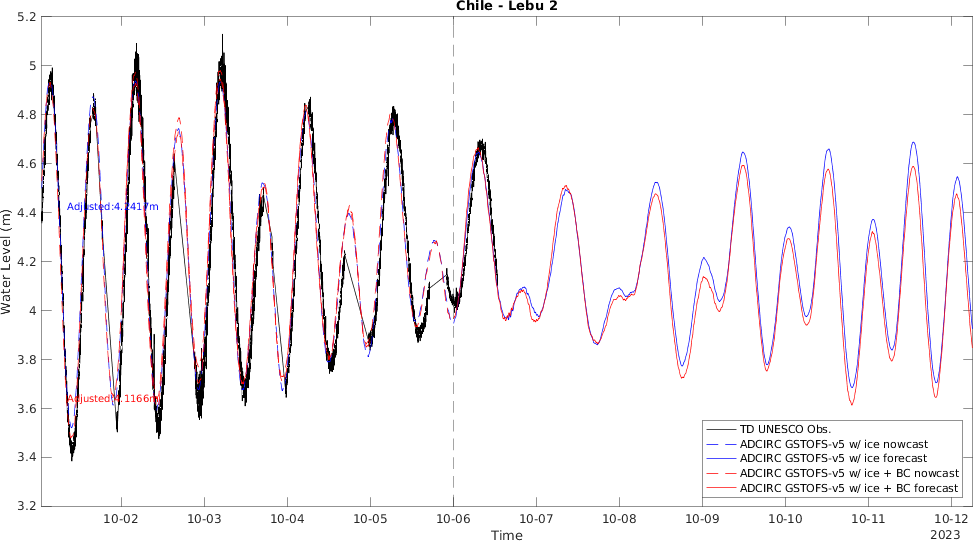 Chile - Lebu 2
5.2
5
4.8
4.6
4.4
4.2
4
3.8
3.6
3.4
3.2
Water Level (m)
Adjusted:4.1166m
TD UNESCO Obs.
ADCIRC GSTOFS-v5 w/ ice nowcast
ADCIRC GSTOFS-v5 w/ ice forecast
ADCIRC GSTOFS-v5 w/ ice + BC nowcast
ADCIRC GSTOFS-v5 w/ ice + BC forecast
10-02
10-03
10-04
10-05
10-06
10-07
10-08
10-09
10-10
10-11
10-12
Time
2023